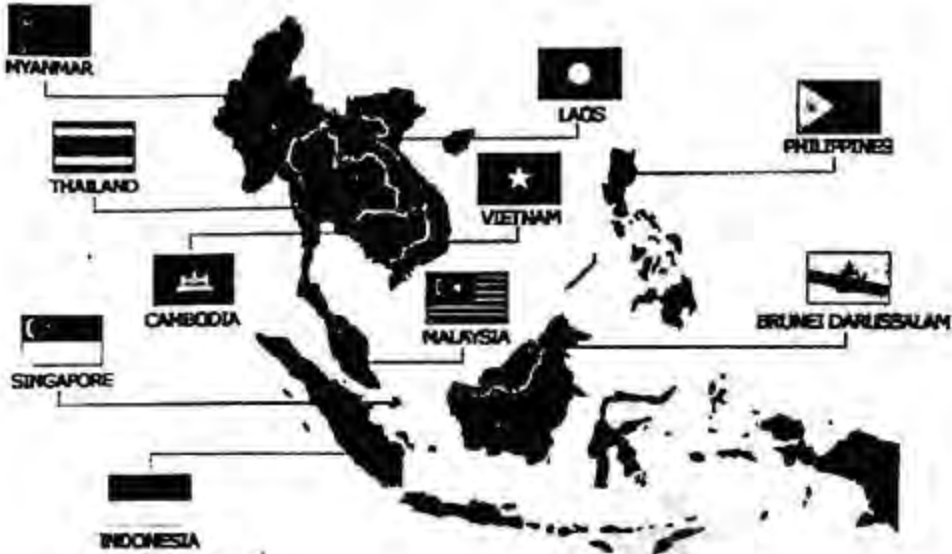 MYANMAR
LAOS
PHILIPPINES
THAILAND
VIETNAM
CAMBODIA
MALAYSIA
BRUNEI DARUSSALAM
SINGAPORE
INDONESIA